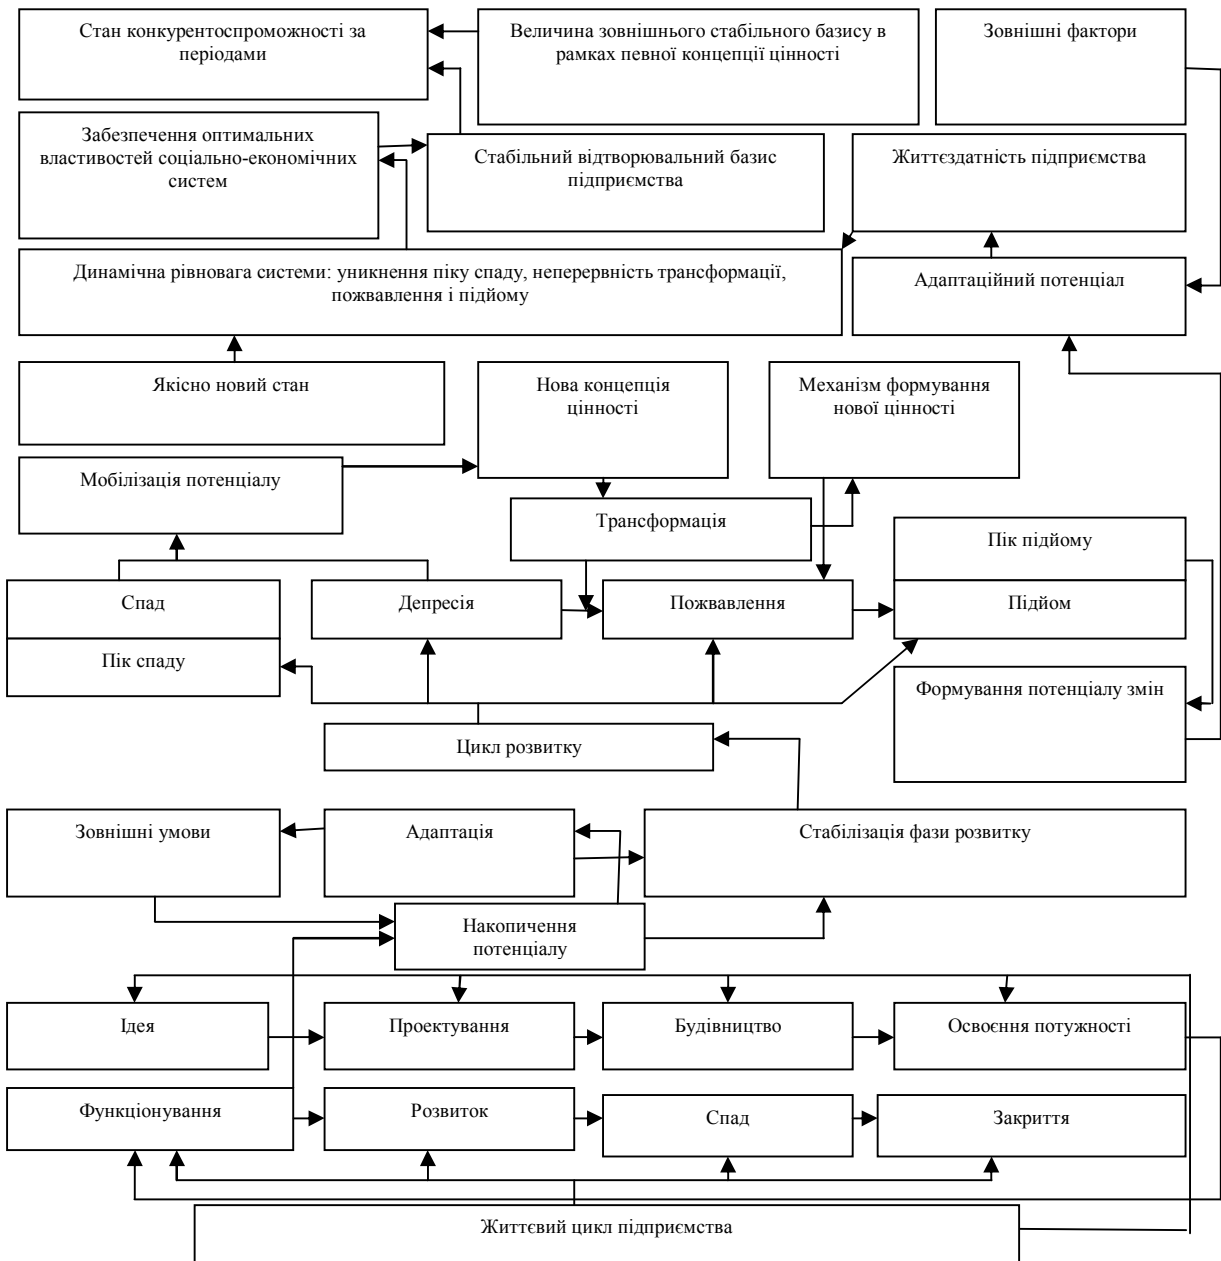 Стан конкурентоспроможності за
періодами
Величина зовнішнього стабільного базису в
рамках певної концепції цінності
Зовнішні фактори
Забезпечення оптимальних
властивостей соціально-економічних
систем
Стабільний відтворювальний базис
підприємства
Життєздатність підприємства
Динамічна рівновага системи: уникнення піку спаду, неперервність трансформації,
пожвавлення і підйому
Адаптаційний потенціал
Якісно новий стан
Нова концепція
цінності
Механізм формування
нової цінності
Мобілізація потенціалу
Трансформація
Пік підйому
Спад
Депресія
Пожвавлення
Підйом
Пік спаду
Формування потенціалу змін
Цикл розвитку
Зовнішні умови
Адаптація
Стабілізація фази розвитку
Накопичення
потенціалу
Ідея
Проектування
Будівництво
Освоєння потужності
Функціонування
Розвиток
Спад
Закриття
Життєвий цикл підприємства